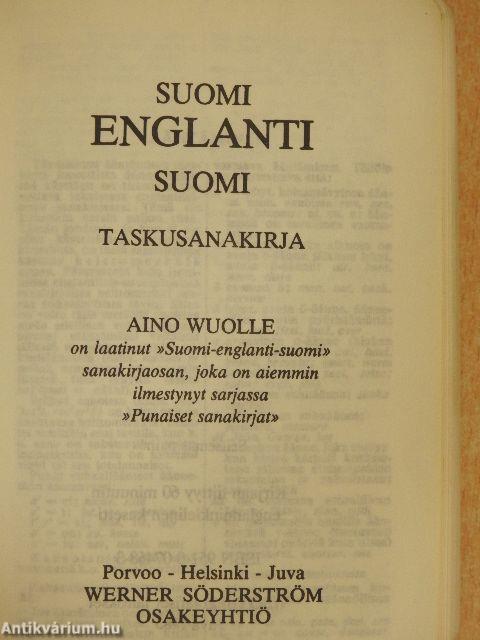 SUOMI
ENGLANTI
SUOMI
TASKUSANAKIRJA
AINO WUOLLE
on laatinut »Suomi-englanti-suomi»
sanakirjaosan, joka on aiemmin
ilmestynyt sarjassa
»Punaiset sanakirjat»
Porvoo - Helsinki - Juva
WERNER SÖDERSTRÖM
OSAKEYHTIÖ
Antikvárium.hu